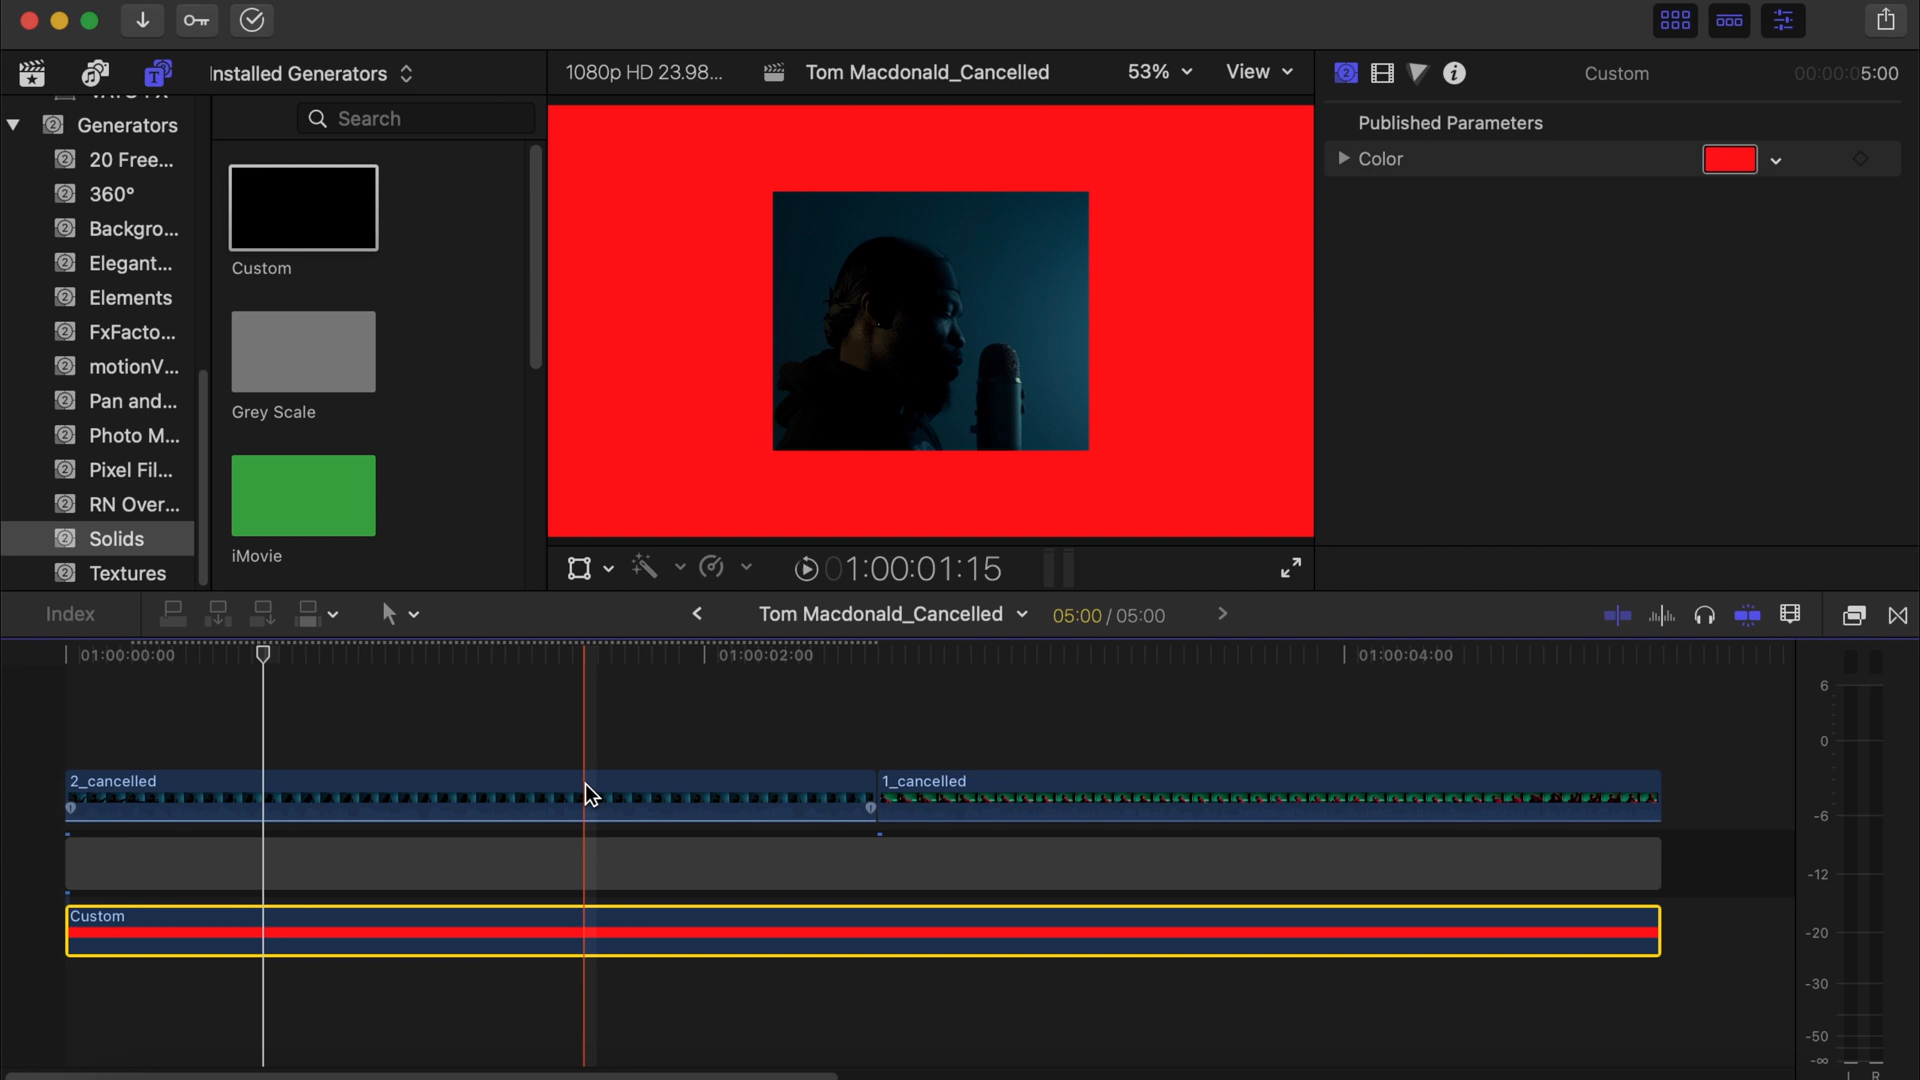 Installed Generators
1080p HD 23.98...
Tom Macdonald_Cancelled
53%
View
Custom
00:00:05:00
Generators
20 Free...
360°
Backgro...
Elegant...
Elements
FxFacto...
motionV...
Pan and...
Photo M...
Pixel Fil...
RN Over...
Solids
Textures
Search
Custom
Grey Scale
iMovie
Published Parameters
Color
01:00:01:15
Index
Tom Macdonald_Cancelled
05:00 / 05:00
01:00:00:00
01:00:02:00
01:00:04:00
2_cancelled
1_cancelled
Custom
6
0
-6
-12
-20
-30
-50
-∞
L
R